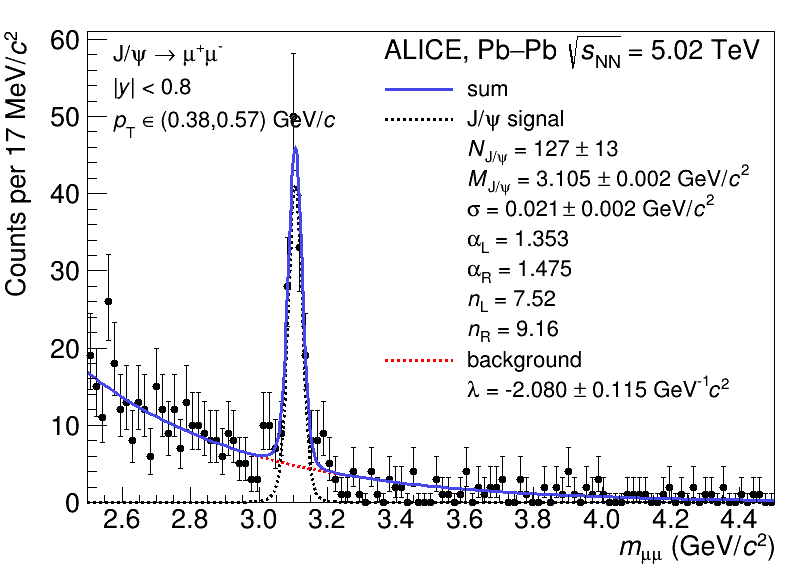 ALICE, Pb–Pb √s_NN = 5.02 TeV
J/ψ → μ⁺μ⁻
|y| < 0.8
p_T ∈ (0.38,0.57) GeV/c
sum
J/ψ signal
N_J/ψ = 127 ± 13
M_J/ψ = 3.105 ± 0.002 GeV/c²
σ = 0.021 ± 0.002 GeV/c²
α_L = 1.353
α_R = 1.475
n_L = 7.52
n_R = 9.16
background
λ = -2.080 ± 0.115 GeV⁻¹c²
Counts per 17 MeV/c²
60
50
40
30
20
10
0
2.6 2.8 3.0 3.2 3.4 3.6 3.8 4.0 4.2 4.4
m_μμ (GeV/c²)